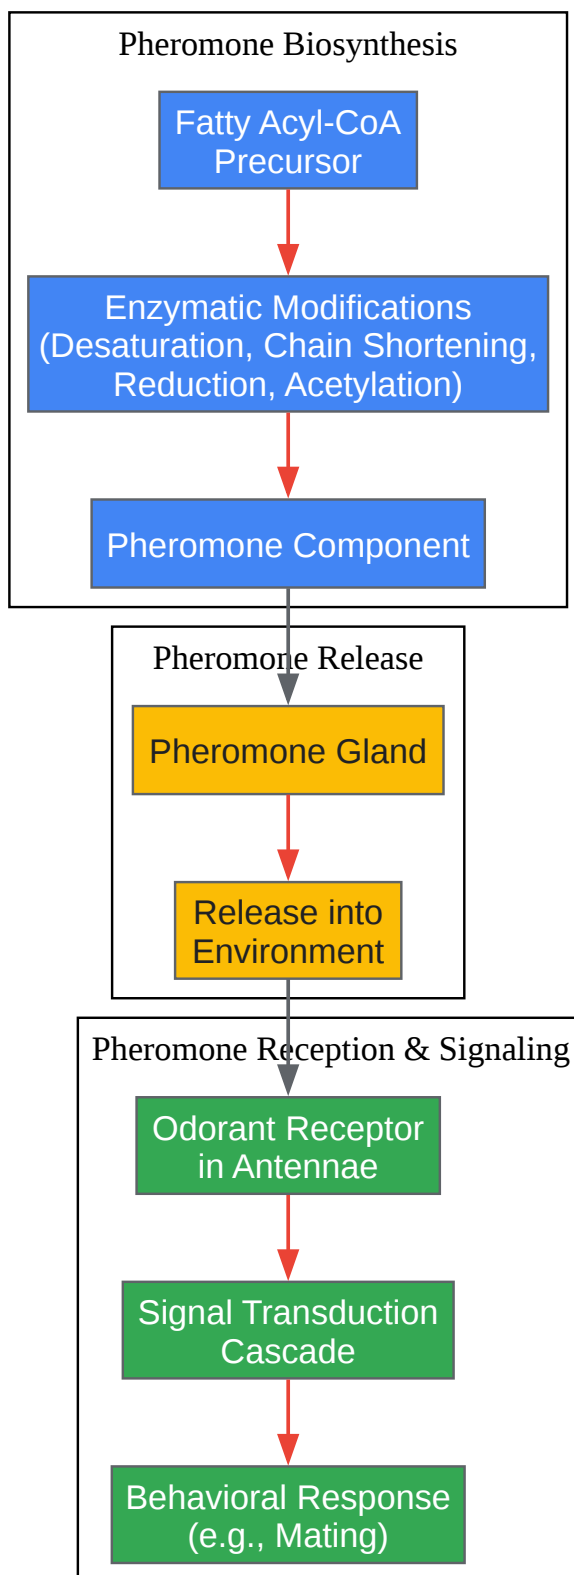 Pheromone Biosynthesis
Fatty Acyl-CoA
Precursor
Enzymatic Modifications
(Desaturation, Chain Shortening,
Reduction, Acetylation)
Pheromone Component
Pheromone Release
Pheromone Gland
Release into
Environment
Pheromone Reception & Signaling
Odorant Receptor
in Antennae
Signal Transduction
Cascade
Behavioral Response
(e.g., Mating)